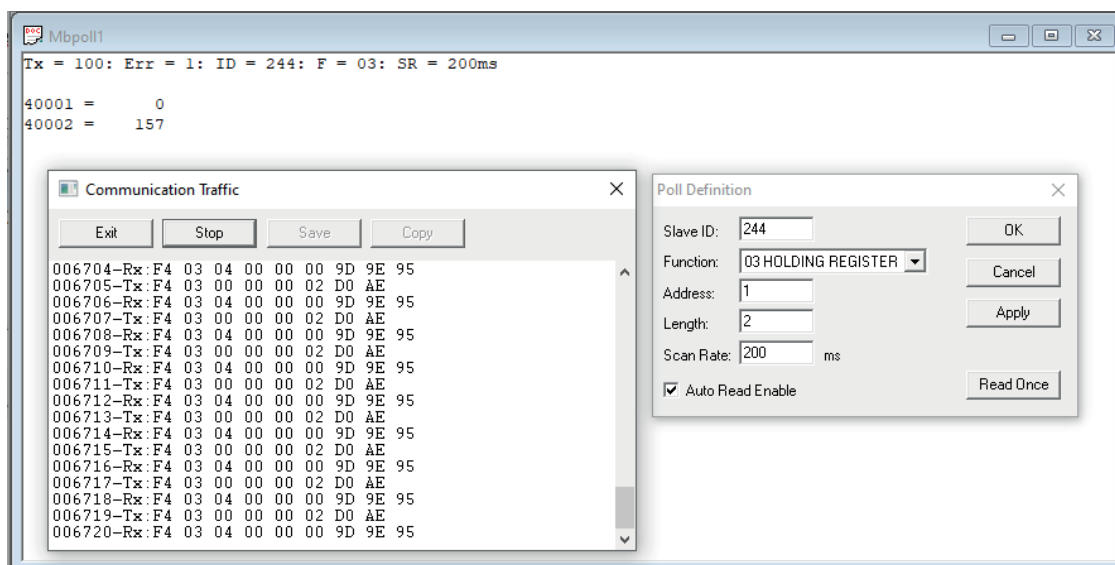 Mbpoll1
Tx = 100: Err = 1: ID = 244: F = 03: SR = 200ms
40001 = 0
40002 = 157
Communication Traffic
Exit Stop Save Copy
006704-Rx:F4 03 04 00 00 00 9D 9E 95
006705-Tx:F4 03 00 00 00 02 D0 AE
006706-Rx:F4 03 04 00 00 00 9D 9E 95
006707-Tx:F4 03 00 00 00 02 D0 AE
006708-Rx:F4 03 04 00 00 00 9D 9E 95
006709-Tx:F4 03 00 00 00 02 D0 AE
006710-Rx:F4 03 04 00 00 00 9D 9E 95
006711-Tx:F4 03 00 00 00 02 D0 AE
006712-Rx:F4 03 04 00 00 00 9D 9E 95
006713-Tx:F4 03 00 00 00 02 D0 AE
006714-Rx:F4 03 04 00 00 00 9D 9E 95
006715-Tx:F4 03 00 00 00 02 D0 AE
006716-Rx:F4 03 04 00 00 00 9D 9E 95
006717-Tx:F4 03 00 00 00 02 D0 AE
006718-Rx:F4 03 04 00 00 00 9D 9E 95
006719-Tx:F4 03 00 00 00 02 D0 AE
006720-Rx:F4 03 04 00 00 00 9D 9E 95
Poll Definition
Slave ID: 244 OK
Function: 03 HOLDING REGISTER Cancel
Address: 1
Length: 2 Apply
Scan Rate: 200 ms
Auto Read Enable Read Once